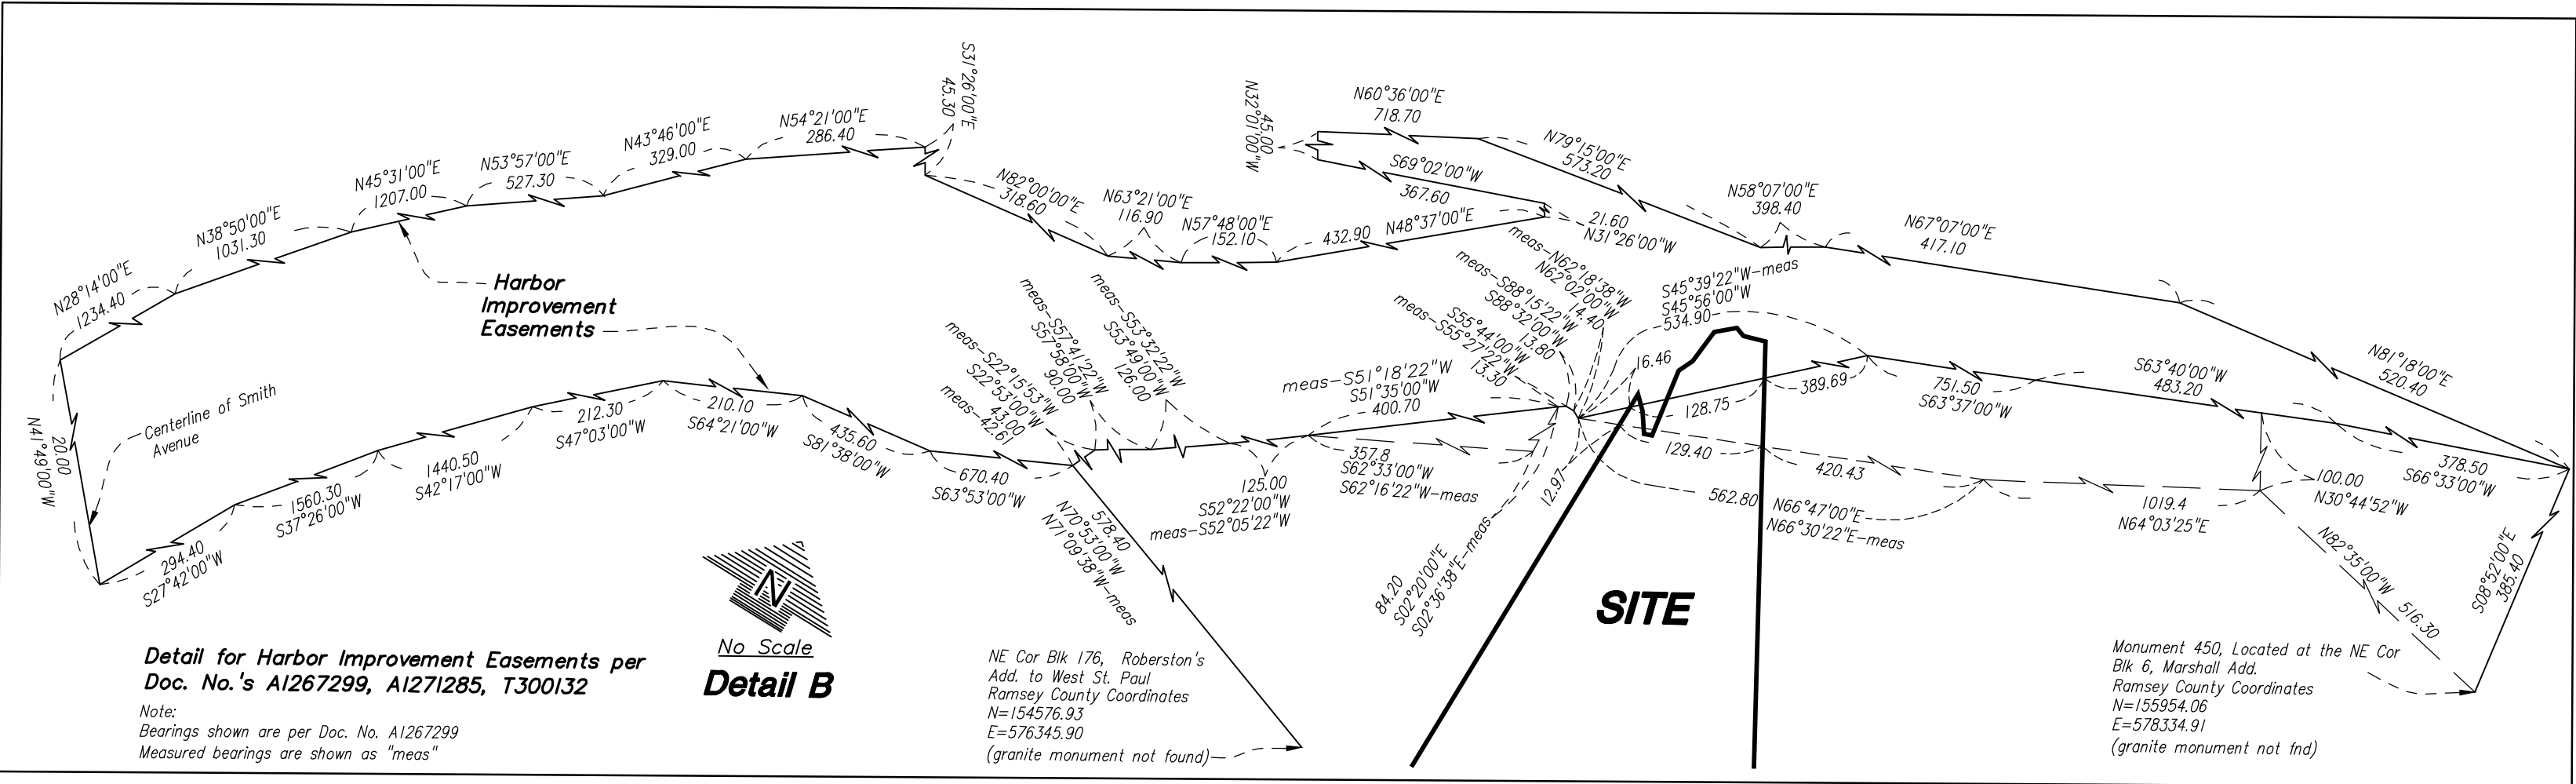 S31°26'00"E
45.30
N54°21'00"E
286.40
N43°46'00"E
329.00
N53°57'00"E
527.30
N45°31'00"E
1207.00
N38°50'00"E
1031.30
N28°14'00"E
1234.40
N41°49'00"W
20.00
Centerline of Smith
Avenue
Harbor
Improvement
Easements
N82°00'00"E
318.60
N63°21'00"E
116.90
N57°48'00"E
152.10
432.90 N48°37'00"E
N32°01'00"W
45.00
N60°36'00"E
718.70
S69°02'00"W
367.60
21.60
N31°26'00"W
N79°15'00"E
573.20
N58°07'00"E
398.40
N67°07'00"E
417.10
N81°18'00"E
520.40
294.40
S27°42'00"W
1560.30
S37°26'00"W
1440.50
S42°17'00"W
212.30
S47°03'00"W
210.10
S64°21'00"W
435.60
S81°38'00"W
670.40
S63°53'00"W
meas-S22°15'53"W
S22°53'00"W
43.00
meas-42.61
meas-S57°41'22"W
S57°58'00"W
90.00
meas-S53°32'22"W
S53°49'00"W
126.00
578.40
N70°53'00"W
N71°09'38"W-meas
125.00
S52°22'00"W
meas-S52°05'22"W
meas-S51°18'22"W
S51°35'00"W
400.70
357.8
S62°33'00"W
S62°16'22"W-meas
meas-N62°18'38"W
N62°02'00"W
14.40
meas-S88°15'22"W
S88°32'00"W
13.80
S55°44'00"W
meas-S55°27'22"W
13.30
S45°39'22"W-meas
S45°56'00"W
534.90
16.46
128.75
389.69
129.40
420.43
12.97
562.80
N66°47'00"E
N66°30'22"E-meas
84.20
S02°20'00"E
S02°36'38"E-meas
751.50
S63°37'00"W
S63°40'00"W
483.20
378.50
S66°33'00"W
100.00
N30°44'52"W
1019.4
N64°03'25"E
N82°35'00"W 516.30
S08°52'00"E
385.40
SITE
N
No Scale
Detail B
Detail for Harbor Improvement Easements per
Doc. No.'s A1267299, A1271285, T300132
Note:
Bearings shown are per Doc. No. A1267299
Measured bearings are shown as "meas"
NE Cor Blk 176, Roberston's
Add. to West St. Paul
Ramsey County Coordinates
N=154576.93
E=576345.90
(granite monument not found)
Monument 450, Located at the NE Cor
Blk 6, Marshall Add.
Ramsey County Coordinates
N=155954.06
E=578334.91
(granite monument not fnd)